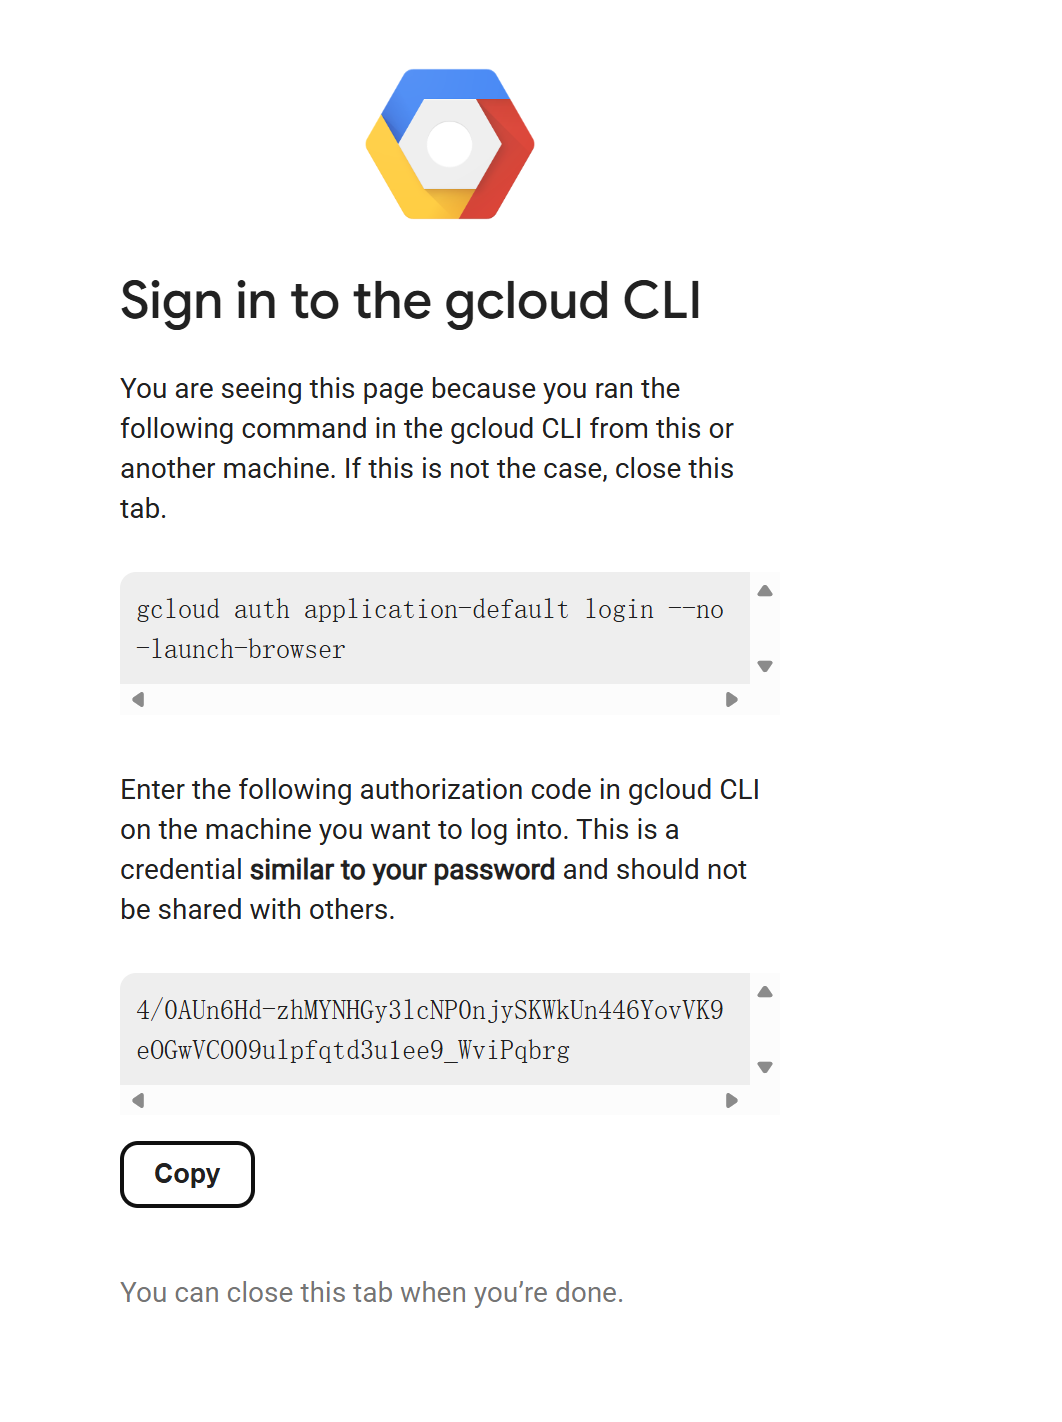 Sign in to the gcloud CLI
You are seeing this page because you ran the
following command in the gcloud CLI from this or
another machine. If this is not the case, close this
tab.
gcloud auth application-default login --no
-launch-browser
Enter the following authorization code in gcloud CLI
on the machine you want to log into. This is a
credential similar to your password and should not
be shared with others.
4/0AUn6Hd-zhMYNHGy3lcNP0njySKWkUn446YovVK9
eOGwVCOO9ulpfqtd3u1ee9_WviPqbrg
Copy
You can close this tab when you’re done.